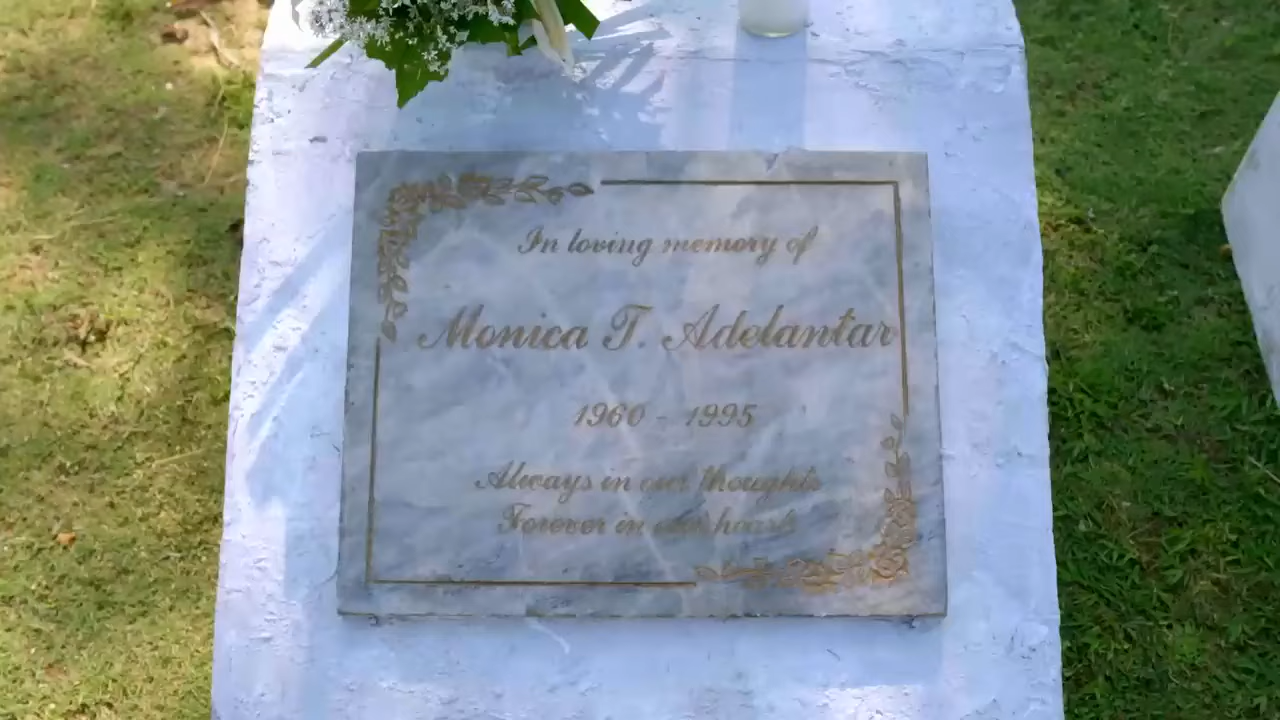 In loving memory of
Monica T. Adelantar
1960 - 1995
Always in our thoughts
Forever in our hearts